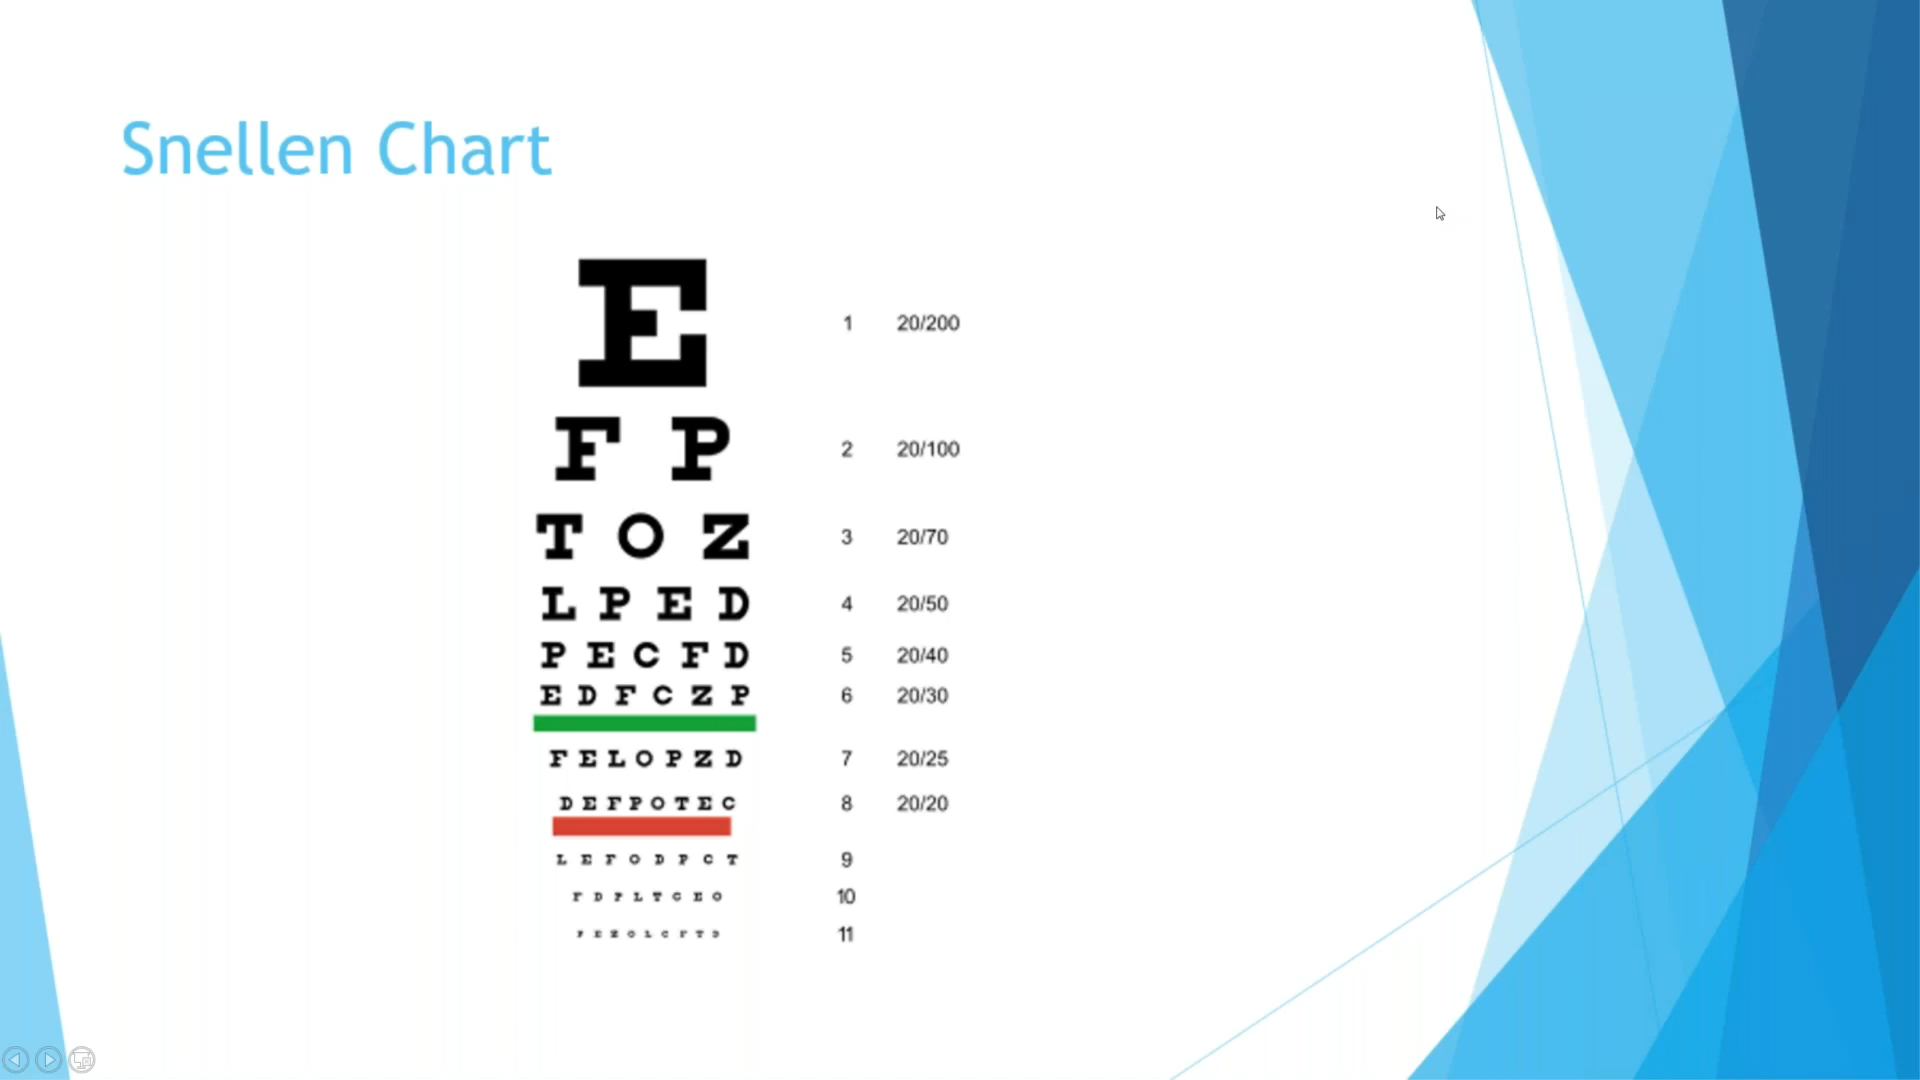 Snellen Chart
E 1 20/200
F P 2 20/100
T O Z 3 20/70
L P E D 4 20/50
P E C F D 5 20/40
E D F C Z P 6 20/30
F E L O P Z D 7 20/25
D E F P O T E C 8 20/20
L E F O D P C T 9
F D P L T C E O 10
P E Z O L C F T D 11